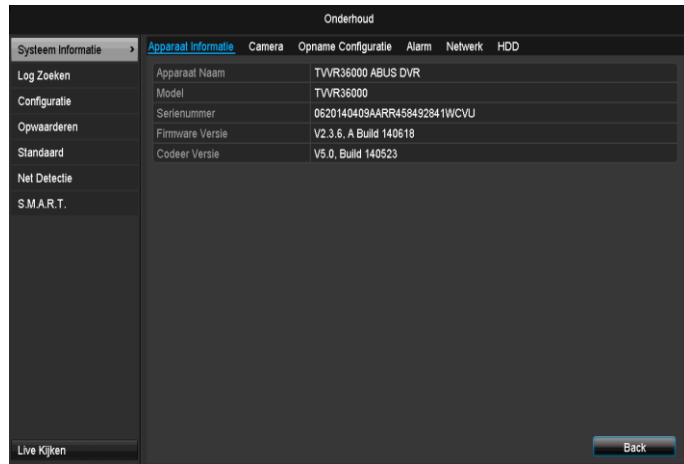 Onderhoud
Systeem Informatie
Apparaat Informatie Camera Opname Configuratie Alarm Netwerk HDD
Log Zoeken
Configuratie
Opwaarderen
Standaard
Net Detectie
S.M.A.R.T.
Apparaat Naam TVVR36000 ABUS DVR
Model TVVR36000
Serienummer 0620140409AARR458492841WCVU
Firmware Versie V2.3.6, A Build 140618
Codeer Versie V5.0, Build 140523
Live Kijken
Back